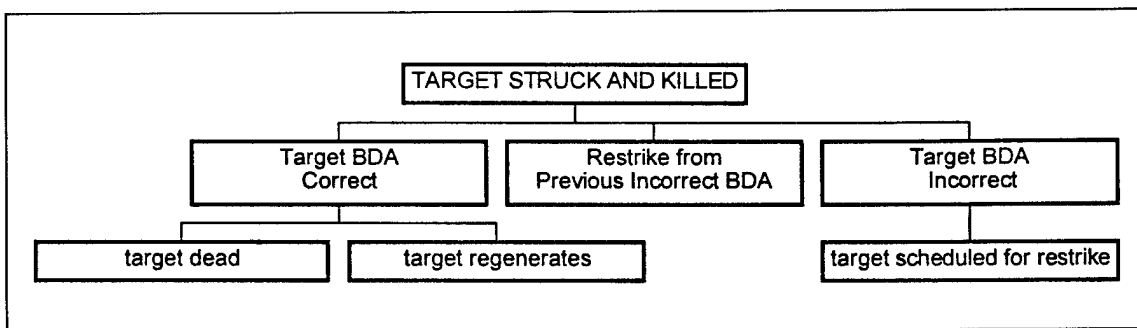 TARGET STRUCK AND KILLED
Target BDA
Correct
Restrike from
Previous Incorrect BDA
Target BDA
Incorrect
target dead
target regenerates
target scheduled for restrike